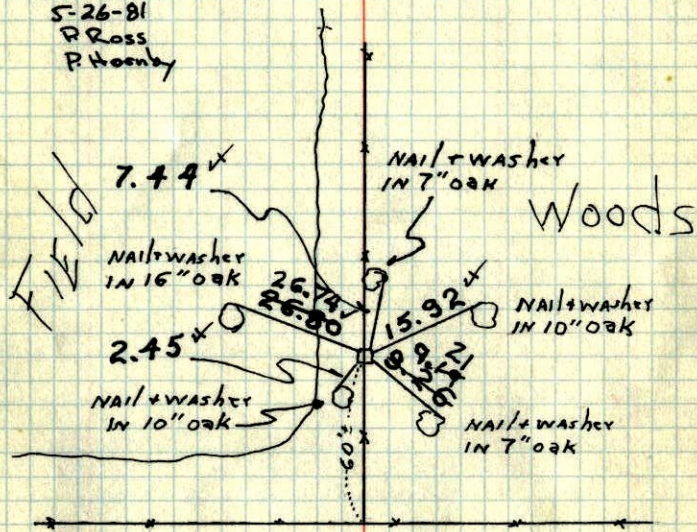 5-26-81
P. Ross
P. Hornby
7.44
NAIL + WASHER
IN 7" OAK
Woods
FIELD
NAIL + WASHER
IN 16" OAK
26.74
26.80
15.92
NAIL + WASHER
IN 10" OAK
2.45
9.21
NAIL + WASHER
IN 10" OAK
NAIL + WASHER
IN 7" OAK